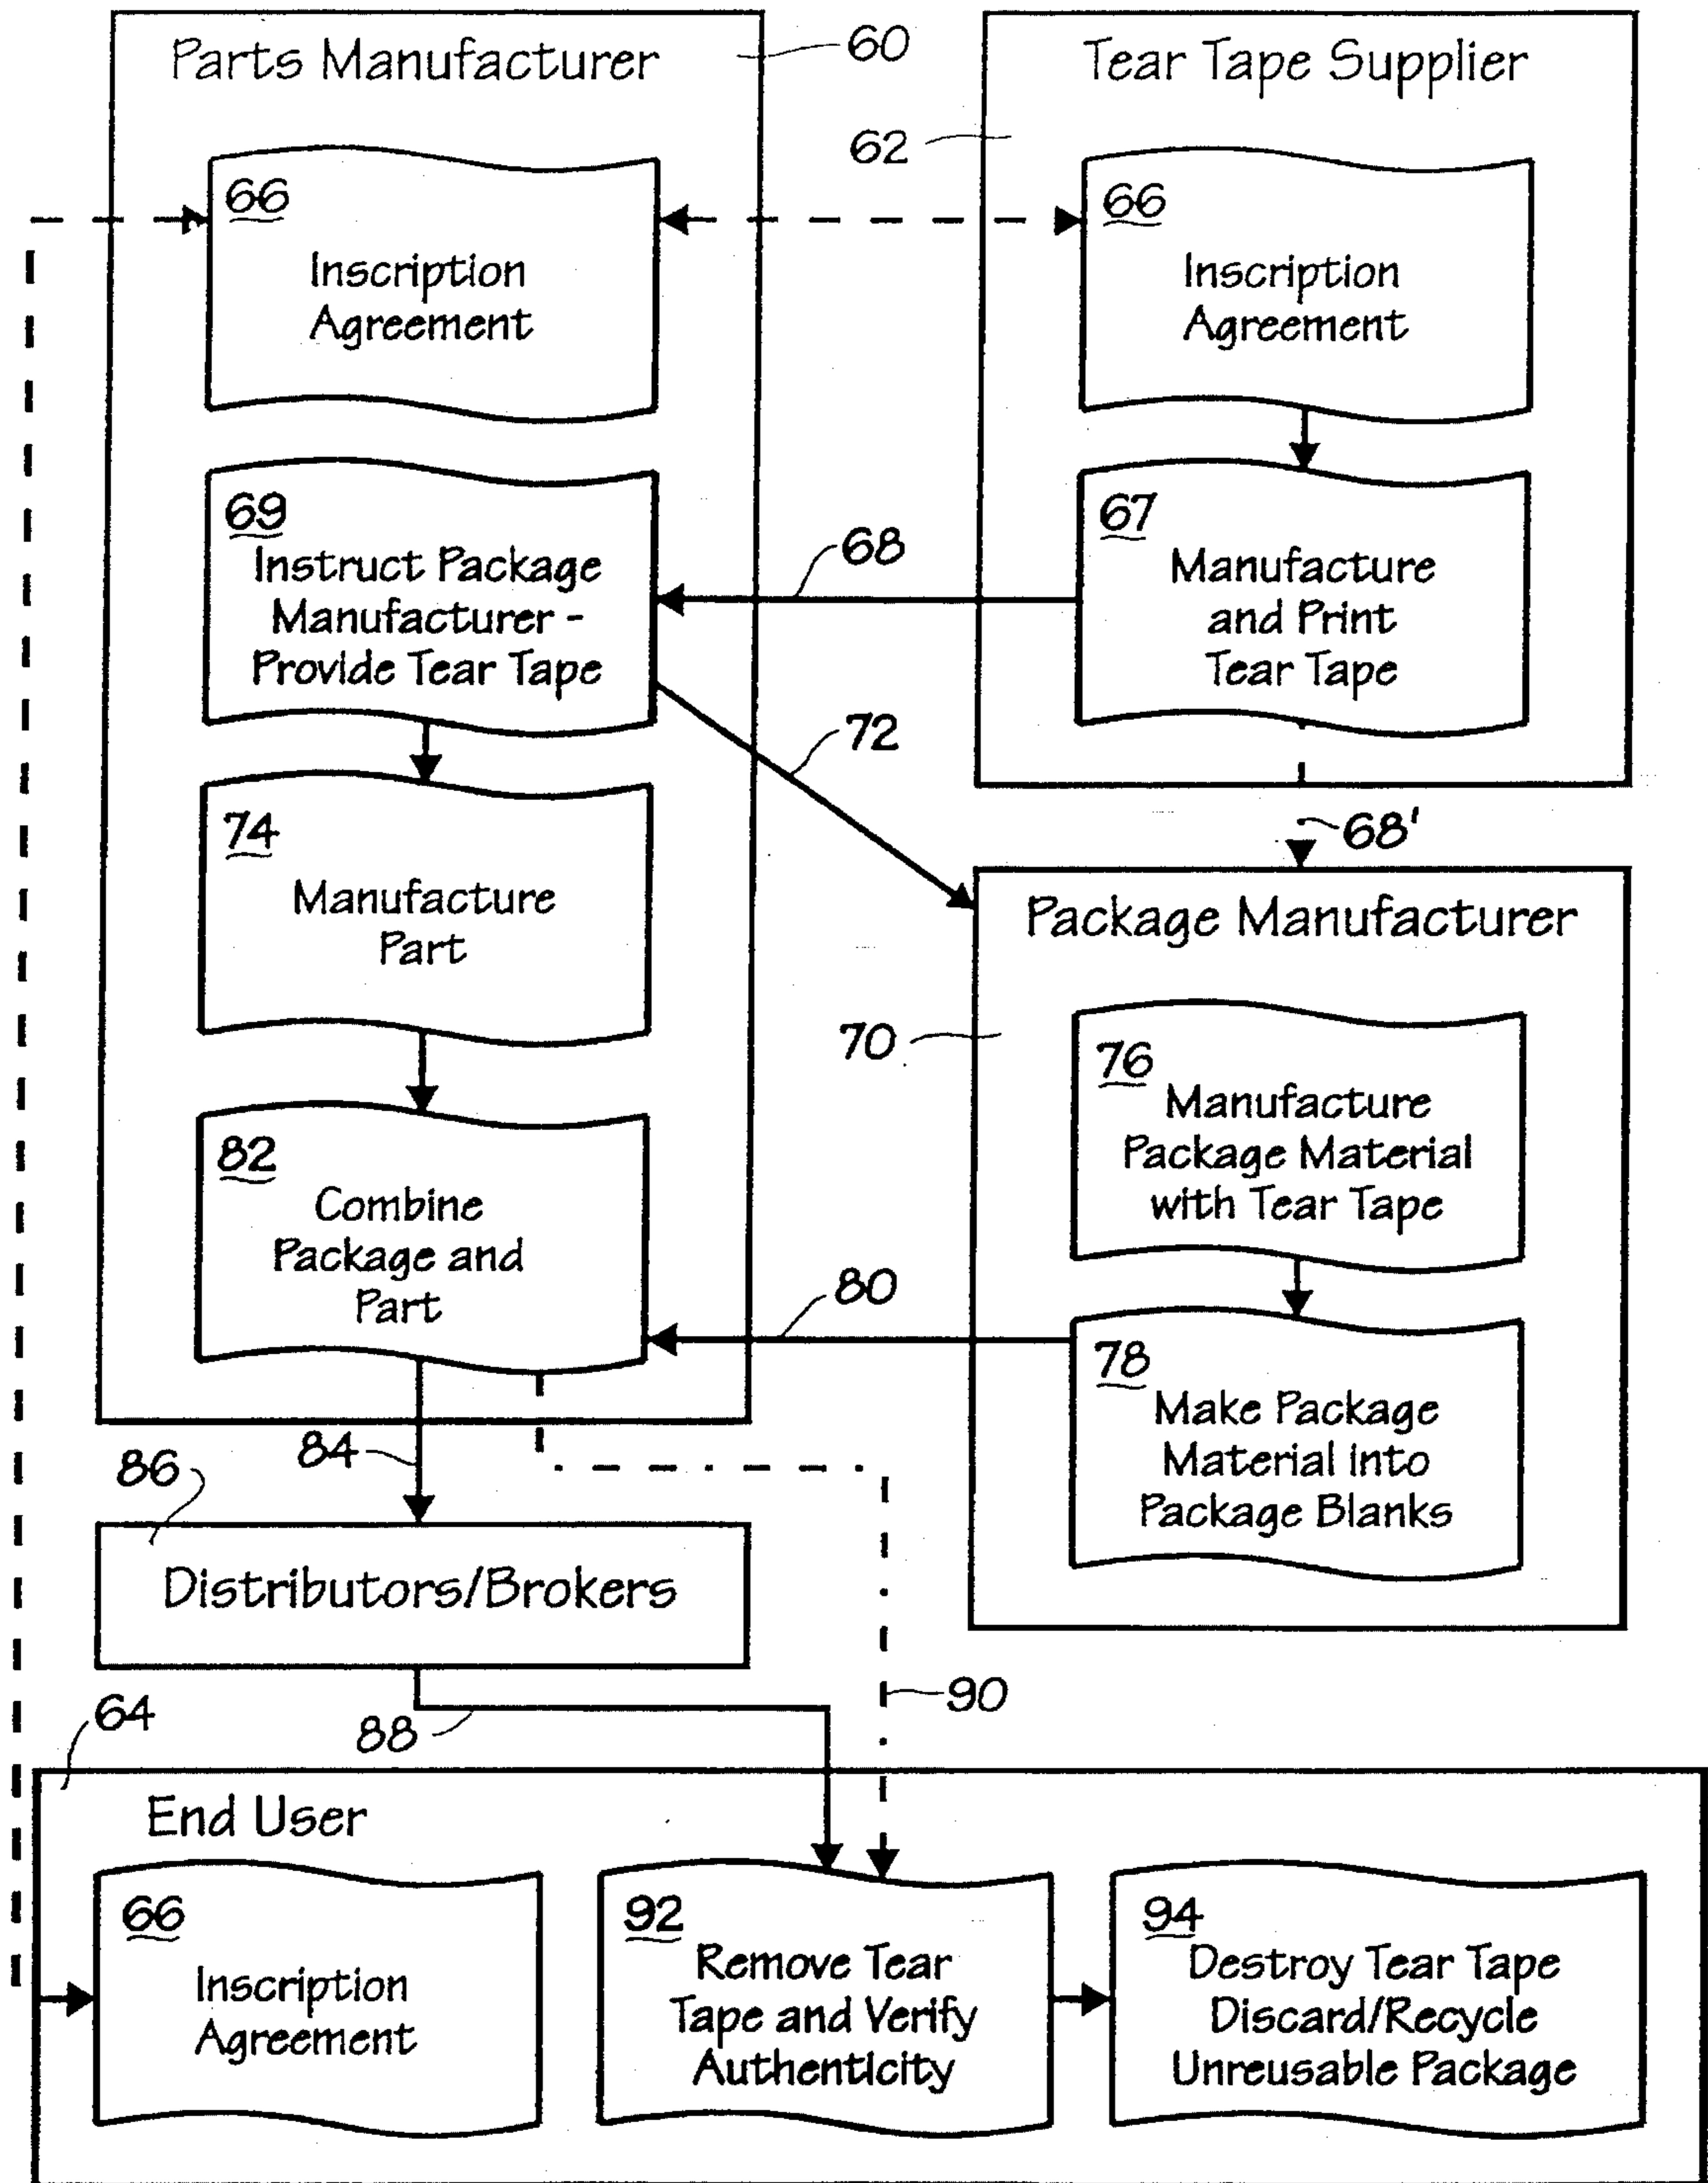 Parts Manufacturer
60
66
Inscription
Agreement
69
Instruct Package
Manufacturer -
Provide Tear Tape
74
Manufacture
Part
82
Combine
Package and
Part
Tear Tape Supplier
62
66
Inscription
Agreement
67
Manufacture
and Print
Tear Tape
68
72
68'
Package Manufacturer
70
76
Manufacture
Package Material
with Tear Tape
78
Make Package
Material into
Package Blanks
80
84
86
Distributors/Brokers
88
90
64
End User
66
Inscription
Agreement
92
Remove Tear
Tape and Verify
Authenticity
94
Destroy Tear Tape
Discard/Recycle
Unreusable Package